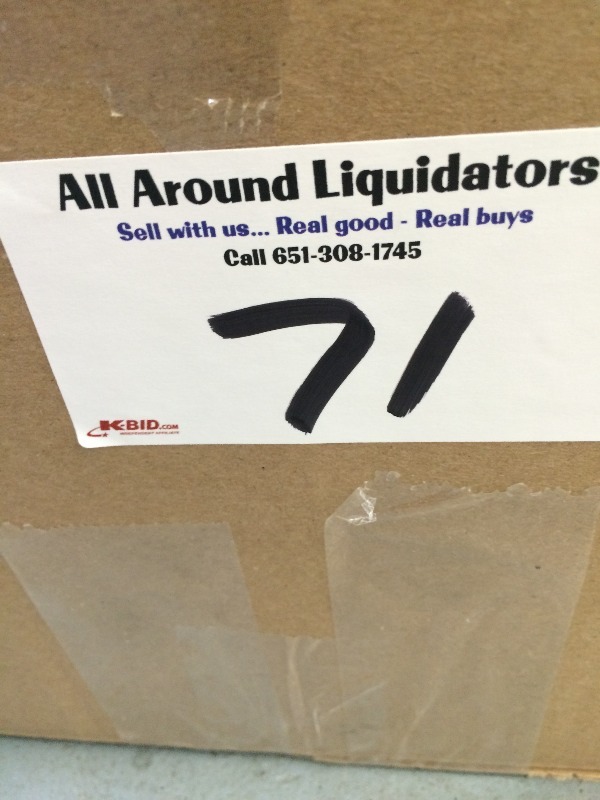 All Around Liquidators
Sell with us... Real good - Real buys
Call 651-308-1745
71
K-BID.COM